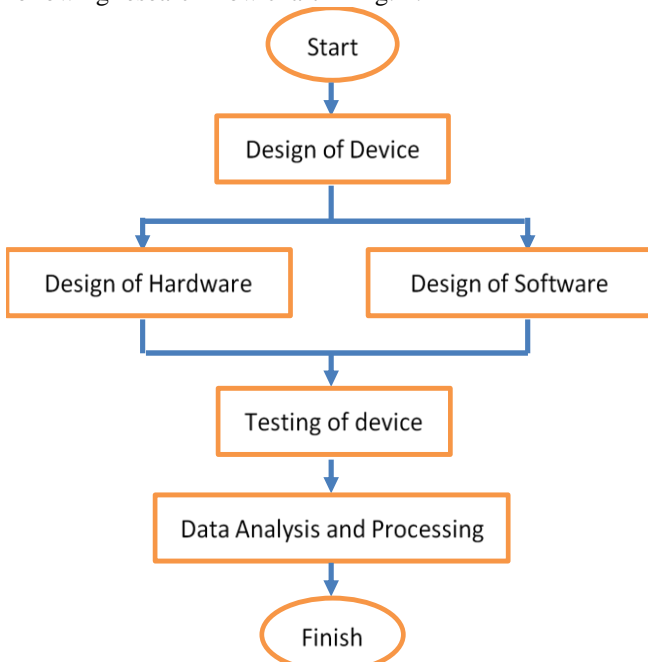 Start
Design of Device
Design of Hardware
Design of Software
Testing of device
Data Analysis and Processing
Finish